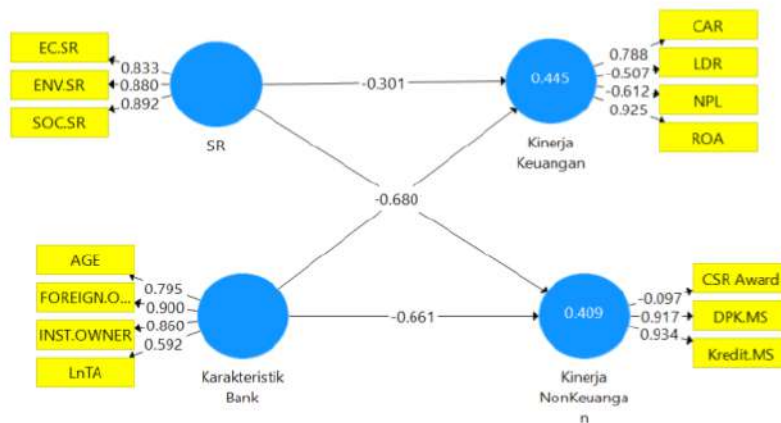 EC.SR
ENV.SR
SOC.SR
0.833
0.880
0.892
SR
-0.301
0.445
Kinerja
Keuangan
0.788
-0.507
-0.612
0.925
CAR
LDR
NPL
ROA
-0.680
AGE
FOREIGN.O...
INST.OWNER
LnTA
0.795
0.900
0.860
0.592
Karakteristik
Bank
-0.661
0.409
Kinerja
NonKeuanga
n
-0.097
0.917
0.934
CSR Award
DPK.MS
Kredit.MS